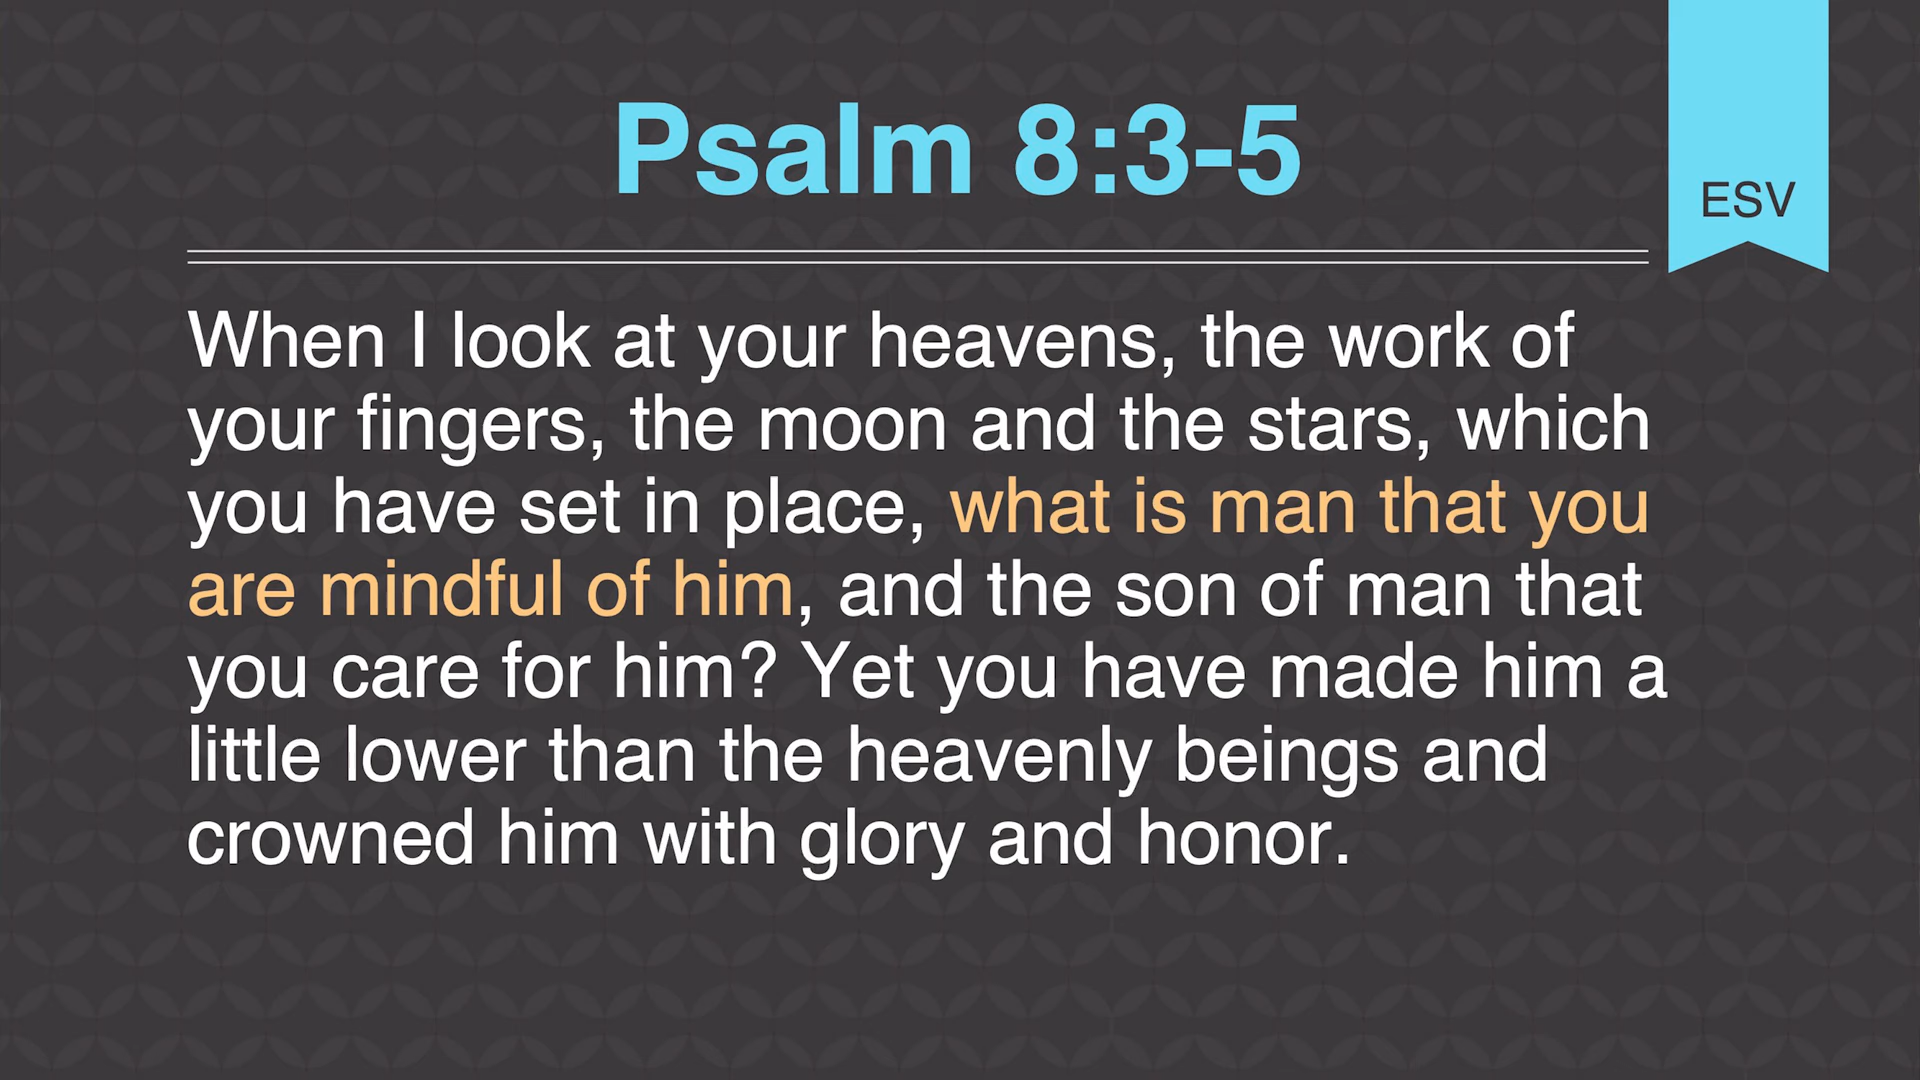 Psalm 8:3-5
ESV
When I look at your heavens, the work of
your fingers, the moon and the stars, which
you have set in place, what is man that you
are mindful of him, and the son of man that
you care for him? Yet you have made him a
little lower than the heavenly beings and
crowned him with glory and honor.